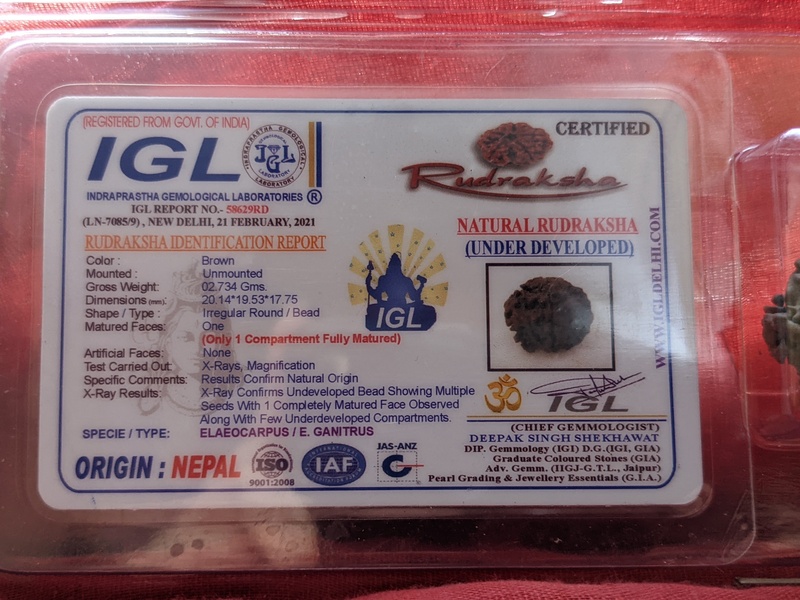 (REGISTERED FROM GOVT. OF INDIA)
IGL
INDRAPRASTHA GEMOLOGICAL LABORATORY
IGL
INDRAPRASTHA GEMOLOGICAL LABORATORIES ®
IGL REPORT NO.- 58629RD
(LN-7085/9) , NEW DELHI, 21 FEBRUARY, 2021
RUDRAKSHA IDENTIFICATION REPORT
Color : Brown
Mounted : Unmounted
Gross Weight: 02.734 Gms.
Dimensions (mm): 20.14*19.53*17.75
Shape / Type : Irregular Round / Bead
Matured Faces: One
(Only 1 Compartment Fully Matured)
Artificial Faces: None
Test Carried Out: X-Rays, Magnification
Specific Comments: Results Confirm Natural Origin
X-Ray Results: X-Ray Confirms Undeveloped Bead Showing Multiple
Seeds With 1 Completely Matured Face Observed
Along With Few Underdeveloped Compartments.
SPECIE / TYPE: ELAEOCARPUS / E. GANITRUS
ORIGIN : NEPAL
ISO
9001:2008
IAF
JAS-ANZ
IGL
CERTIFIED
Rudraksha
NATURAL RUDRAKSHA
(UNDER DEVELOPED)
WWW.IGLDELHI.COM
ॐ
IGL
(CHIEF GEMMOLOGIST)
DEEPAK SINGH SHEKHAWAT
DIP. Gemmology (IGI) D.G.(IGI, GIA)
Graduate Coloured Stones (GIA)
Adv. Gemm. (IIGJ-G.T.L., Jaipur)
Pearl Grading & Jewellery Essentials (G.I.A.)